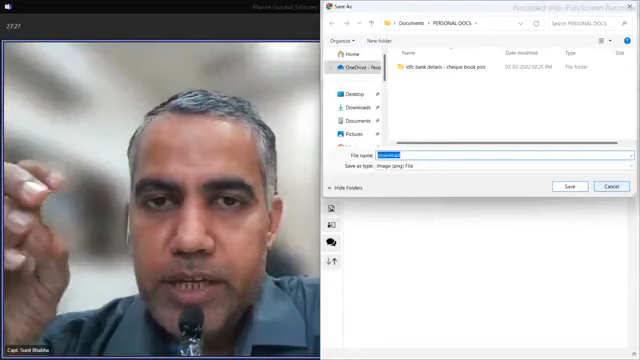 Marine Gurukul_February
27:27
Capt. Sunil Bhabha
Save As
Recorded with iFun Screen Recorder
Documents
PERSONAL DOCS
Search PERSONAL DOCS
Organize
New folder
Home
OneDrive - Pers
Desktop
Downloads
Documents
Pictures
Name
Date modified
Type
Size
idfc bank details - cheque book pics
03-02-2022 02:25 PM
File folder
File name:
download
Save as type:
Image (png) File
Hide Folders
Save
Cancel